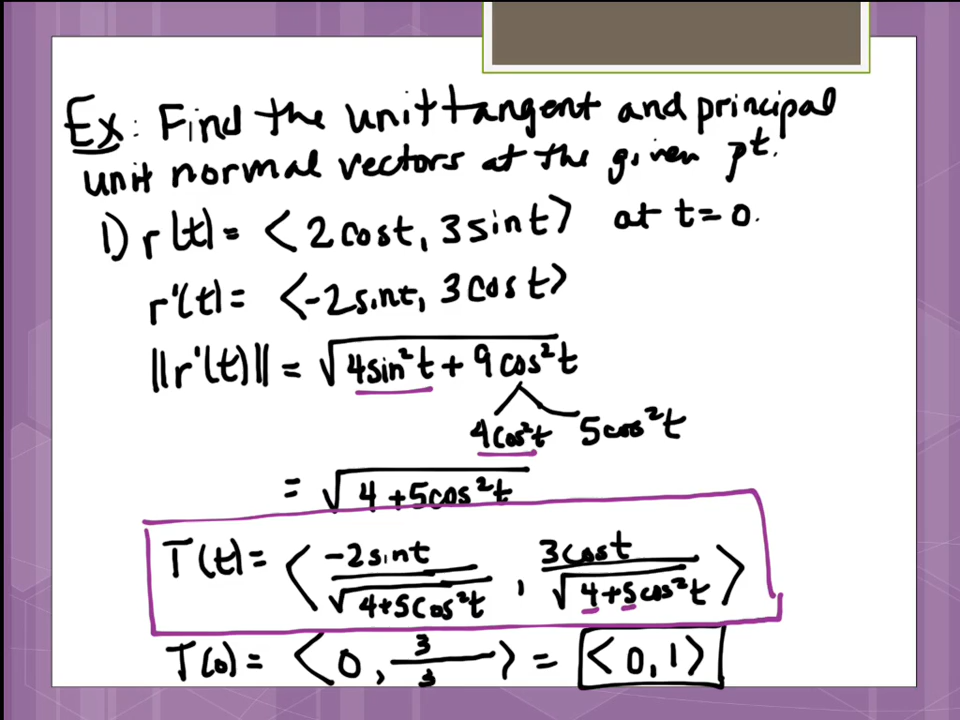 Ex: Find the unit tangent and principal
unit normal vectors at the given pt.
1) r(t) = < 2cost, 3sint > at t=0.
r'(t) = < -2sint, 3cost >
||r'(t)|| = √(4sin²t + 9cos²t)
4cos²t 5cos²t
= √(4+5cos²t)
T(t) = < -2sint/√(4+5cos²t) , 3cost/√(4+5cos²t) >
T(0) = < 0, 3/3 > = < 0, 1 >